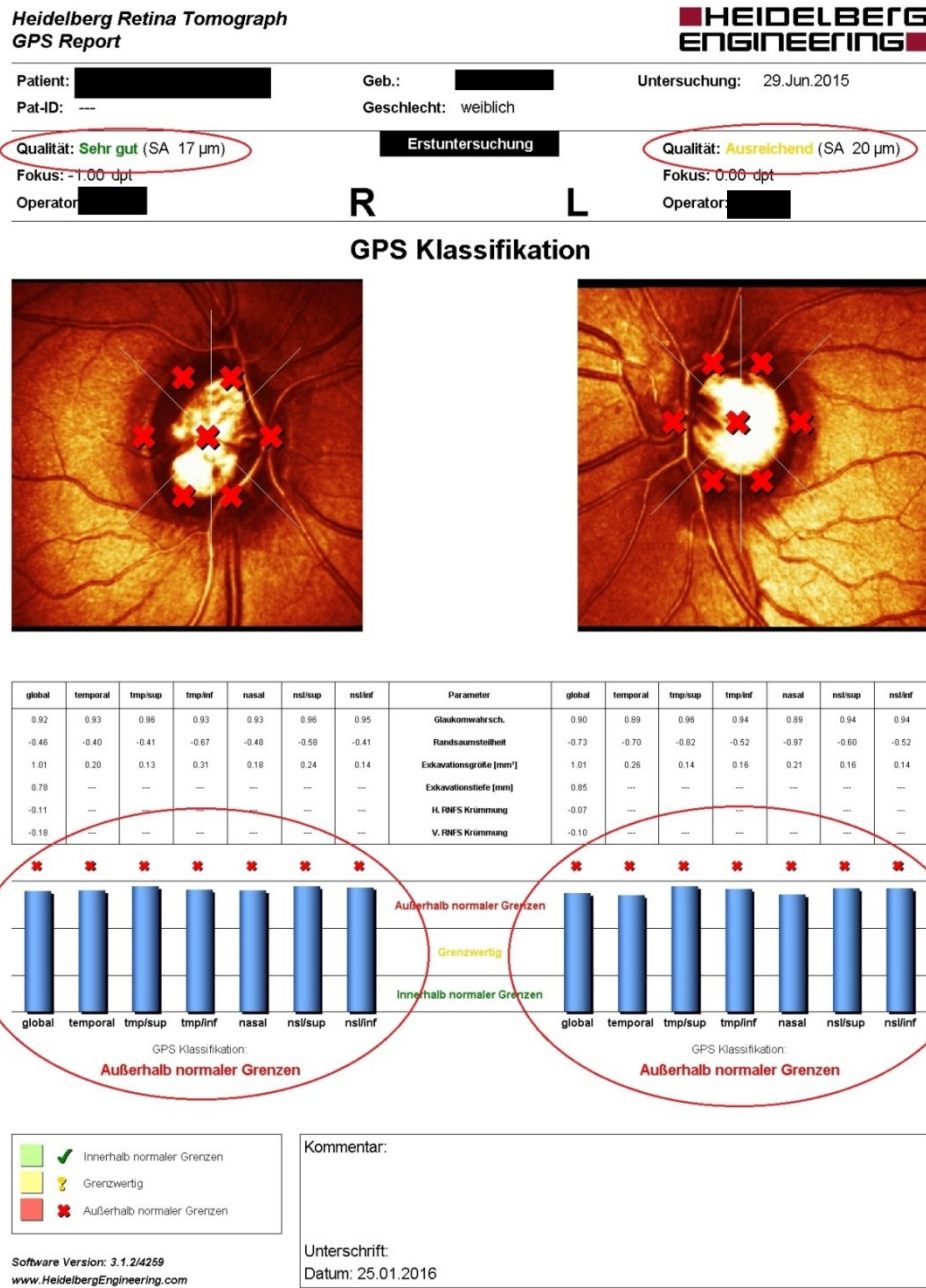 Heidelberg Retina Tomograph
GPS Report
HEIDELBERG
ENGINEERING
Patient: Geb.: Untersuchung: 29.Jun.2015
Pat-ID: --- Geschlecht: weiblich
Qualität: Sehr gut (SA 17 µm) Erstuntersuchung Qualität: Ausreichend (SA 20 µm)
Fokus: -1.00 dpt Fokus: 0.00 dpt
Operator R L Operator:
GPS Klassifikation
global temporal tmp/sup tmp/inf nasal nsl/sup nsl/inf Parameter global temporal tmp/sup tmp/inf nasal nsl/sup nsl/inf
0.92 0.93 0.96 0.93 0.93 0.96 0.95 Glaukomwahrsch. 0.90 0.89 0.96 0.94 0.89 0.94 0.94
-0.46 -0.40 -0.41 -0.67 -0.48 -0.58 -0.41 Randsaumsteilheit -0.73 -0.70 -0.82 -0.52 -0.97 -0.60 -0.52
1.01 0.20 0.13 0.31 0.18 0.24 0.14 Exkavationsgröße [mm²] 1.01 0.26 0.14 0.16 0.21 0.16 0.14
0.78 --- --- --- --- --- --- Exkavationstiefe [mm] 0.85 --- --- --- --- --- ---
-0.11 --- --- --- --- --- --- H. RNFS Krümmung -0.07 --- --- --- --- --- ---
-0.18 --- --- --- --- --- --- V. RNFS Krümmung -0.10 --- --- --- --- --- ---
Außerhalb normaler Grenzen
Grenzwertig
Innerhalb normaler Grenzen
global temporal tmp/sup tmp/inf nasal nsl/sup nsl/inf global temporal tmp/sup tmp/inf nasal nsl/sup nsl/inf
GPS Klassifikation: GPS Klassifikation:
Außerhalb normaler Grenzen Außerhalb normaler Grenzen
Innerhalb normaler Grenzen
Grenzwertig
Außerhalb normaler Grenzen
Kommentar:
Unterschrift:
Datum: 25.01.2016
Software Version: 3.1.2/4259
www.HeidelbergEngineering.com